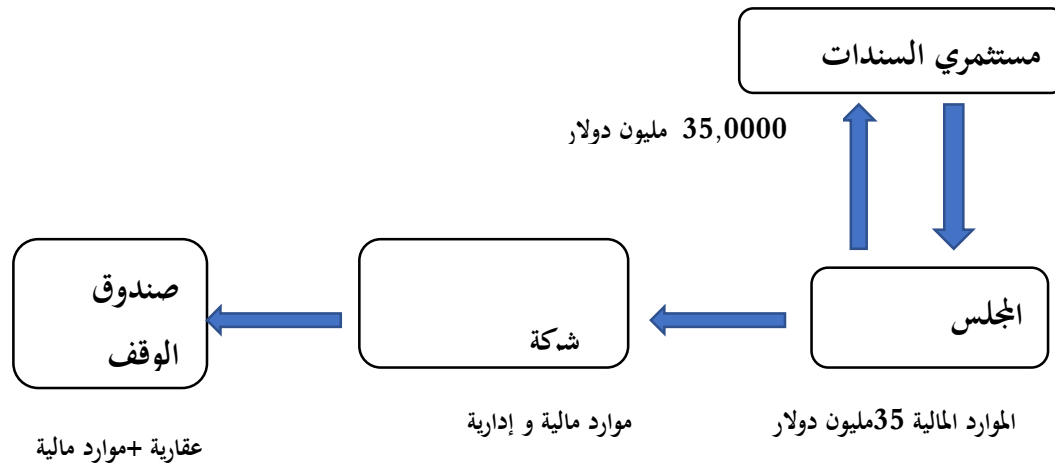 مستثمري السندات
35,0000 مليون دولار
المجلس
شركة
صندوق
الوقف
الموارد المالية 35مليون دولار
موارد مالية و إدارية
عقارية +موارد مالية